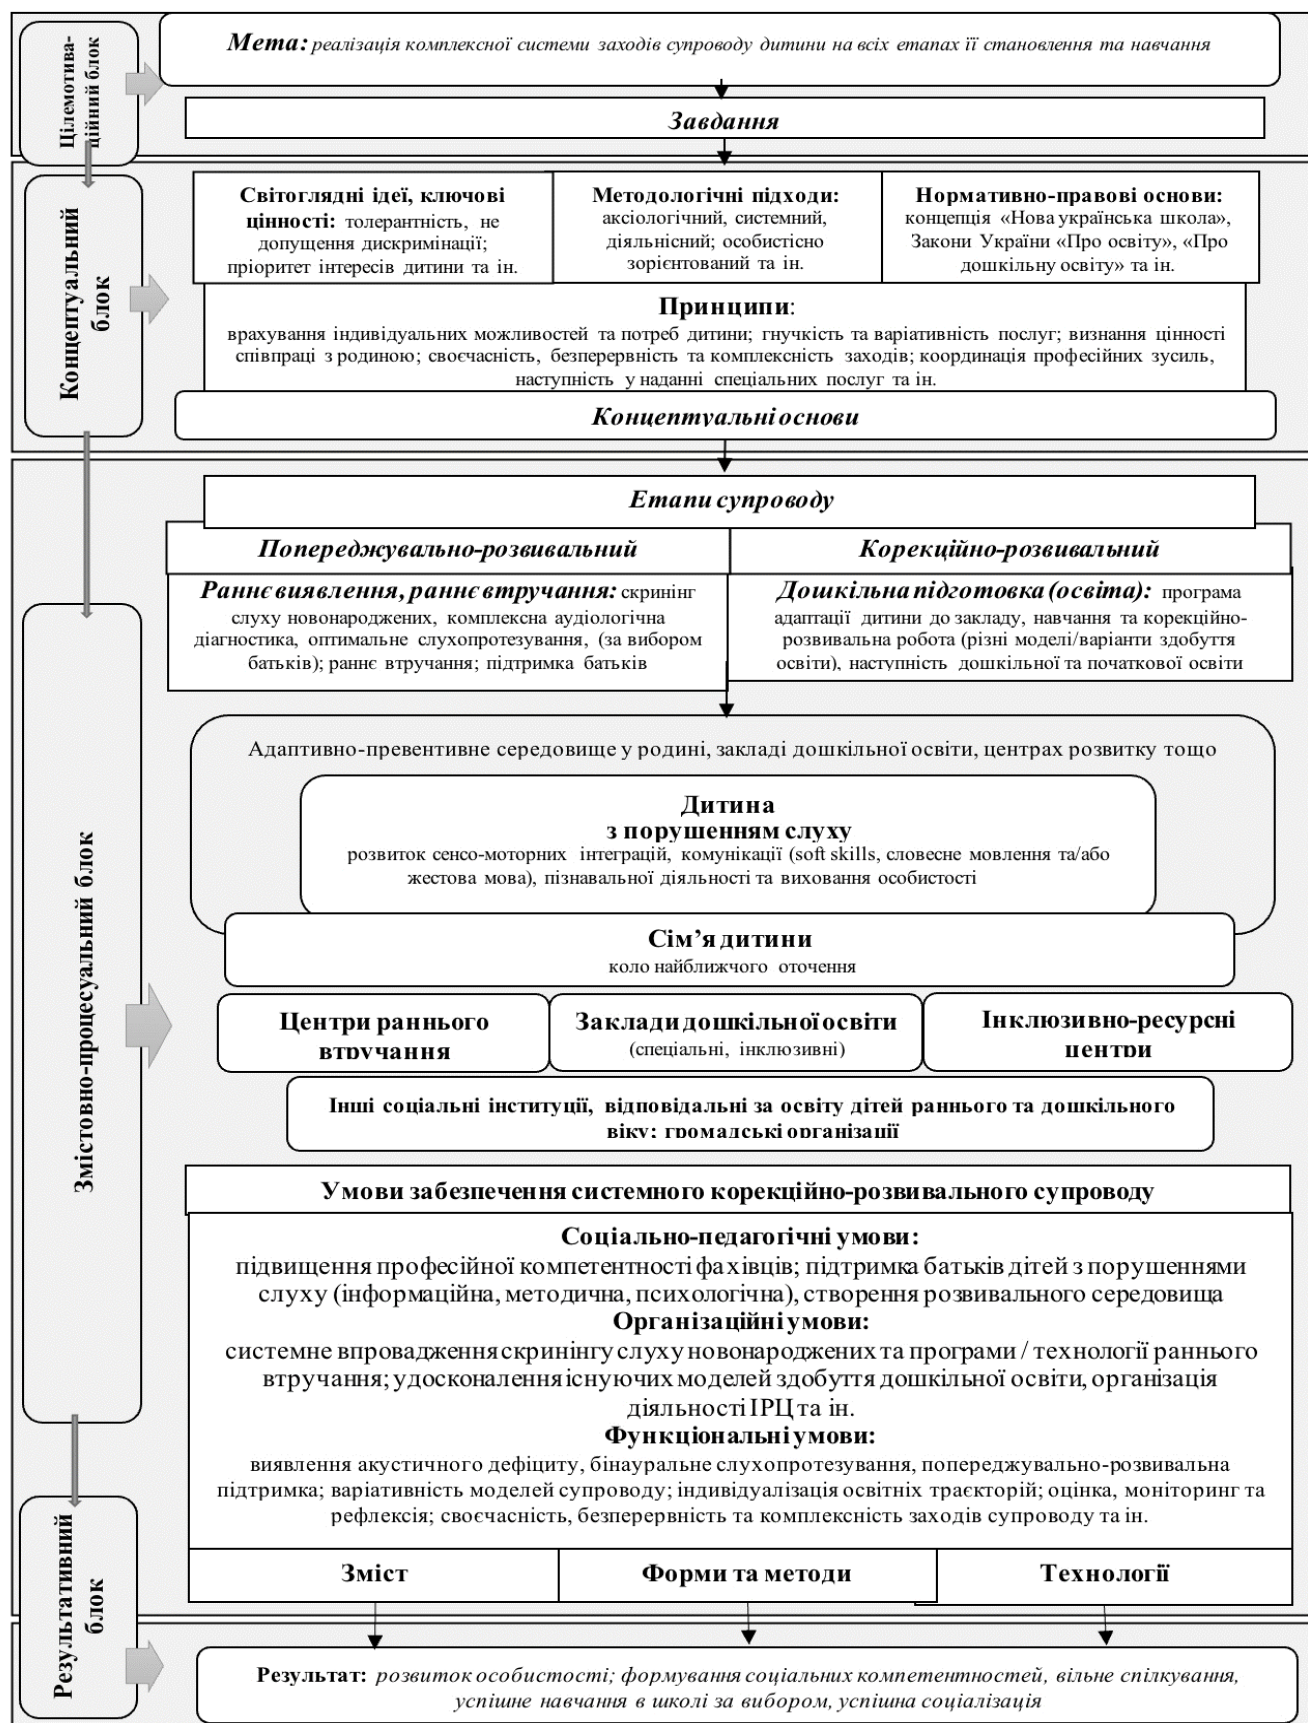 Цілемотива-
ційний блок
Мета: реалізація комплексної системи заходів супроводу дитини на всіх етапах її становлення та навчання
Завдання
Концептуальний
блок
Світоглядні ідеї, ключові
цінності: толерантність, не
допущення дискримінації;
пріоритет інтересів дитини та ін.
Методологічні підходи:
аксіологічний, системний,
діяльнісний; особистісно
зорієнтований та ін.
Нормативно-правові основи:
концепція «Нова українська школа»,
Закони України «Про освіту», «Про
дошкільну освіту» та ін.
Принципи:
врахування індивідуальних можливостей та потреб дитини; гнучкість та варіативність послуг; визнання цінності
співпраці з родиною; своєчасність, безперервність та комплексність заходів; координація професійних зусиль,
наступність у наданні спеціальних послуг та ін.
Концептуальні основи
Змістовно-процесуальний блок
Етапи супроводу
Попереджувально-розвивальний
Корекційно-розвивальний
Раннє виявлення, раннє втручання: скринінг
слуху новонароджених, комплексна аудіологічна
діагностика, оптимальне слухопротезування, (за вибором
батьків); раннє втручання; підтримка батьків
Дошкільна підготовка (освіта): програма
адаптації дитини до закладу, навчання та корекційно-
розвивальна робота (різні моделі/варіанти здобуття
освіти), наступність дошкільної та початкової освіти
Адаптивно-превентивне середовище у родині, закладі дошкільної освіти, центрах розвитку тощо
Дитина
з порушенням слуху
розвиток сенсо-моторних інтеграцій, комунікації (soft skills, словесне мовлення та/або
жестова мова), пізнавальної діяльності та виховання особистості
Сім’я дитини
коло найближчого оточення
Центри раннього
втручання
Заклади дошкільної освіти
(спеціальні, інклюзивні)
Інклюзивно-ресурсні
центри
Інші соціальні інституції, відповідальні за освіту дітей раннього та дошкільного
віку; громадські організації
Умови забезпечення системного корекційно-розвивального супроводу
Соціально-педагогічні умови:
підвищення професійної компетентності фахівців; підтримка батьків дітей з порушеннями
слуху (інформаційна, методична, психологічна), створення розвивального середовища
Організаційні умови:
системне впровадження скринінгу слуху новонароджених та програми / технології раннього
втручання; удосконалення існуючих моделей здобуття дошкільної освіти, організація
діяльності ІРЦ та ін.
Функціональні умови:
виявлення акустичного дефіциту, бінауральне слухопротезування, попереджувально-розвивальна
підтримка; варіативність моделей супроводу; індивідуалізація освітніх траєкторій; оцінка, моніторинг та
рефлексія; своєчасність, безперервність та комплексність заходів супроводу та ін.
Зміст
Форми та методи
Технології
Результативний
блок
Результат: розвиток особистості; формування соціальних компетентностей, вільне спілкування,
успішне навчання в школі за вибором, успішна соціалізація